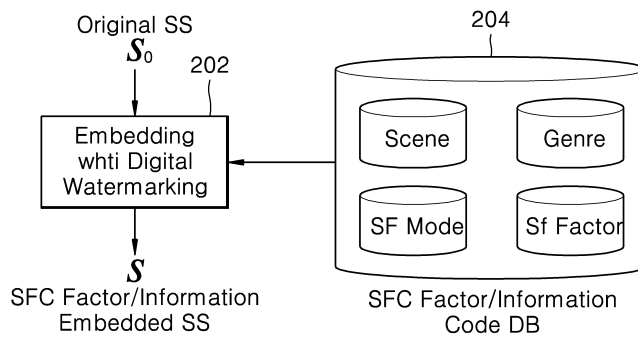 Original SS
S0
202
Embedding
whti Digital
Watermarking
S
SFC Factor/Information
Embedded SS
204
Scene
Genre
SF Mode
Sf Factor
SFC Factor/Information
Code DB